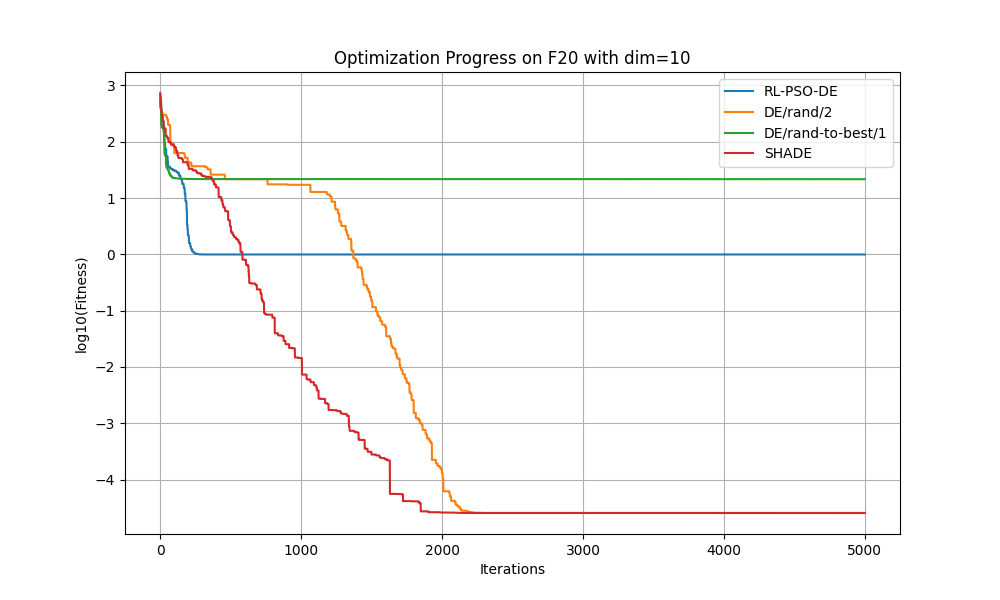 Optimization Progress on F20 with dim=10
RL-PSO-DE
DE/rand/2
DE/rand-to-best/1
SHADE
log10(Fitness)
3
2
1
0
−1
−2
−3
−4
0
1000
2000
3000
4000
5000
Iterations